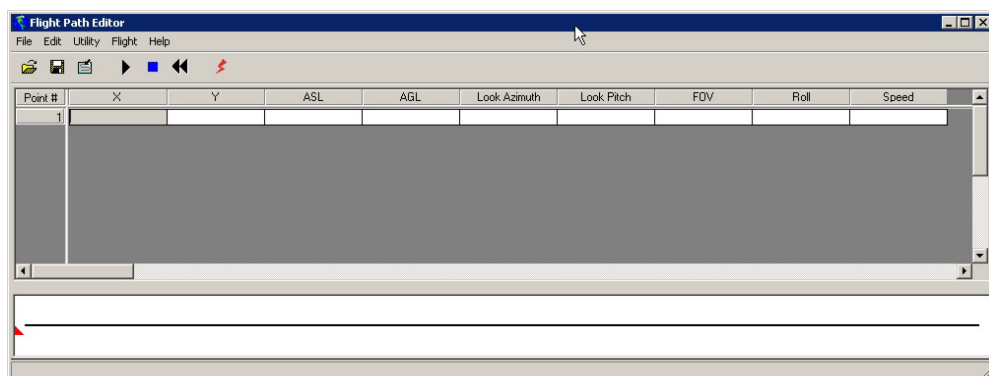 Flight Path Editor
File Edit Utility Flight Help
Point # X Y ASL AGL Look Azimuth Look Pitch FOV Roll Speed
1